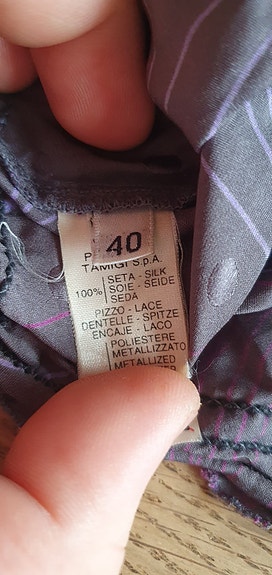 40
TAMIGI S.p.A.
100%
SETA - SILK
SOIE - SEIDE
SEDA
PIZZO - LACE
DENTELLE - SPITZE
ENCAJE - LACO
POLIESTERE
METALLIZZATO
METALLIZED